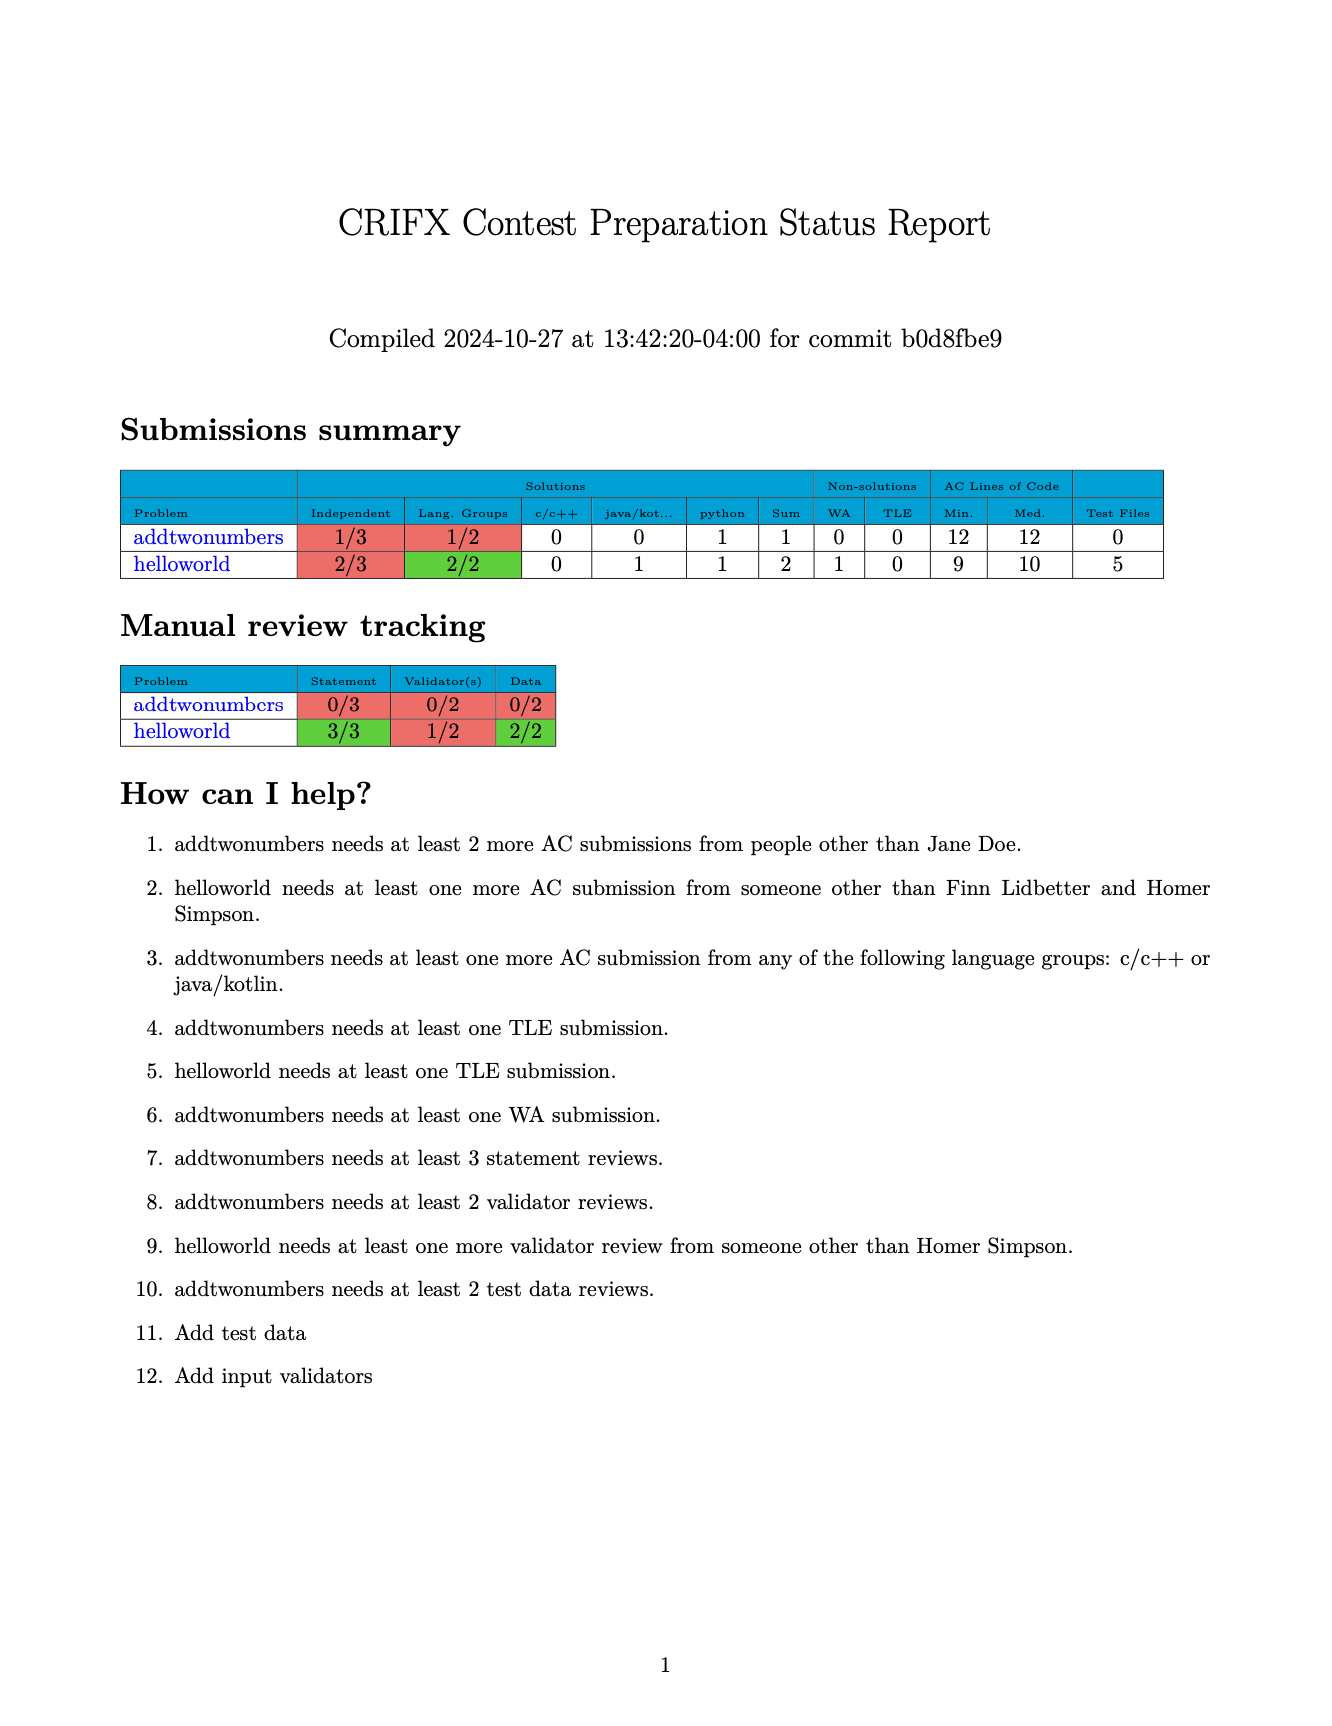 CRIFX Contest Preparation Status Report
Compiled 2024-10-27 at 13:42:20-04:00 for commit b0d8fbe9
Submissions summary
Solutions Non-solutions AC Lines of Code
Problem Independent Lang. Groups c/c++ java/kot... python Sum WA TLE Min. Med. Test Files
addtwonumbers 1/3 1/2 0 0 1 1 0 0 12 12 0
helloworld 2/3 2/2 0 1 1 2 1 0 9 10 5
Manual review tracking
Problem Statement Validator(s) Data
addtwonumbers 0/3 0/2 0/2
helloworld 3/3 1/2 2/2
How can I help?
1. addtwonumbers needs at least 2 more AC submissions from people other than Jane Doe.
2. helloworld needs at least one more AC submission from someone other than Finn Lidbetter and Homer
Simpson.
3. addtwonumbers needs at least one more AC submission from any of the following language groups: c/c++ or
java/kotlin.
4. addtwonumbers needs at least one TLE submission.
5. helloworld needs at least one TLE submission.
6. addtwonumbers needs at least one WA submission.
7. addtwonumbers needs at least 3 statement reviews.
8. addtwonumbers needs at least 2 validator reviews.
9. helloworld needs at least one more validator review from someone other than Homer Simpson.
10. addtwonumbers needs at least 2 test data reviews.
11. Add test data
12. Add input validators
1